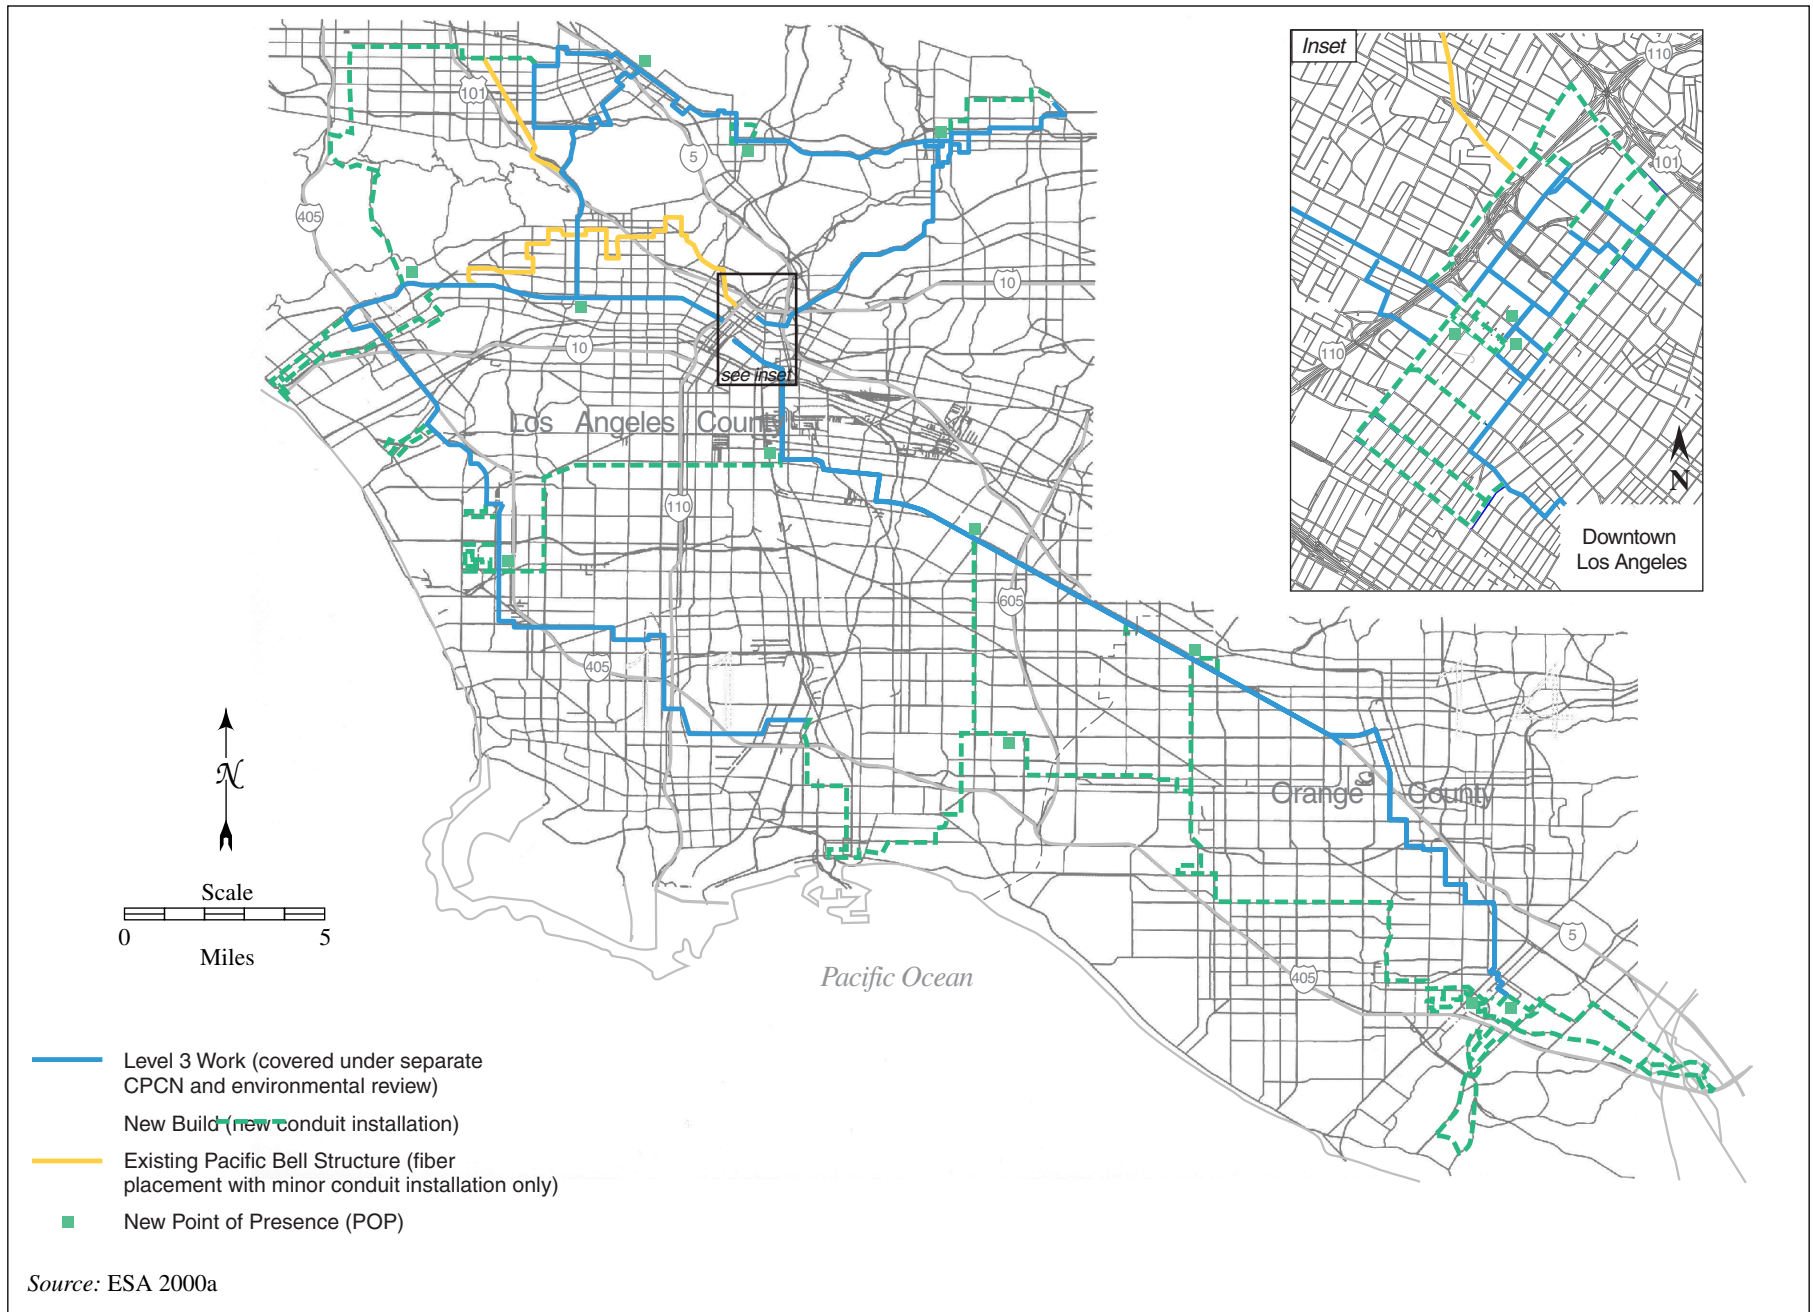 Inset
110
101
5
101
405
10
110
10
see inset
Los Angeles County
N
Downtown
Los Angeles
110
605
405
N
Orange County
Scale
0 5
Miles
5
405
Pacific Ocean
Level 3 Work (covered under separate
CPCN and environmental review)
New Build (new conduit installation)
Existing Pacific Bell Structure (fiber
placement with minor conduit installation only)
New Point of Presence (POP)
Source: ESA 2000a